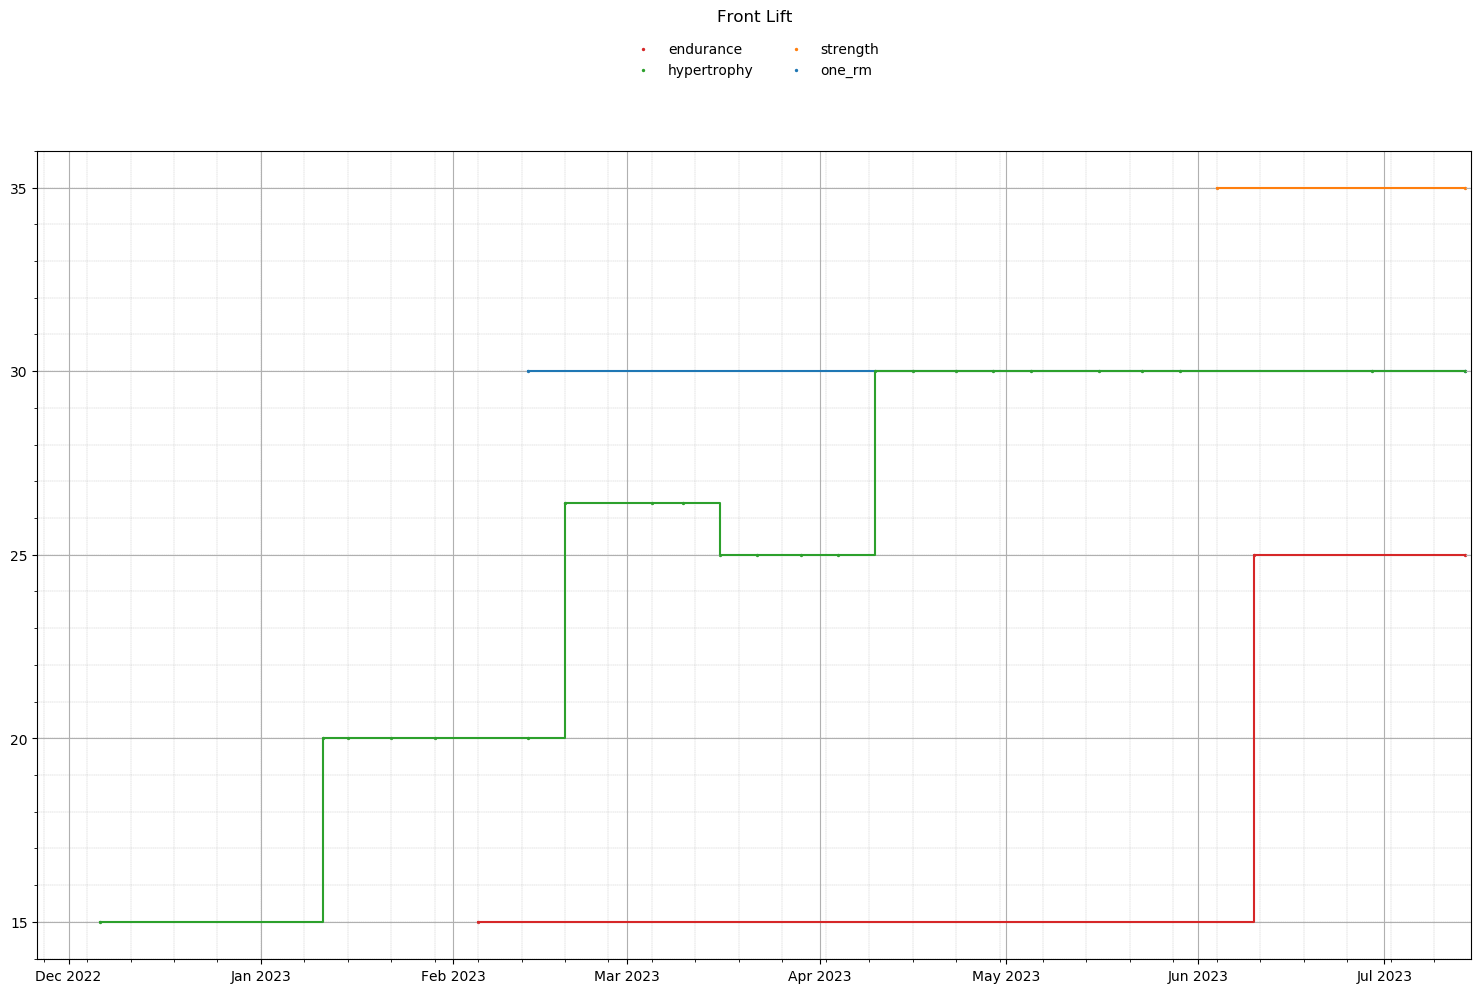 Front Lift
endurance strength
hypertrophy one_rm
35
30
25
20
15
Dec 2022 Jan 2023 Feb 2023 Mar 2023 Apr 2023 May 2023 Jun 2023 Jul 2023